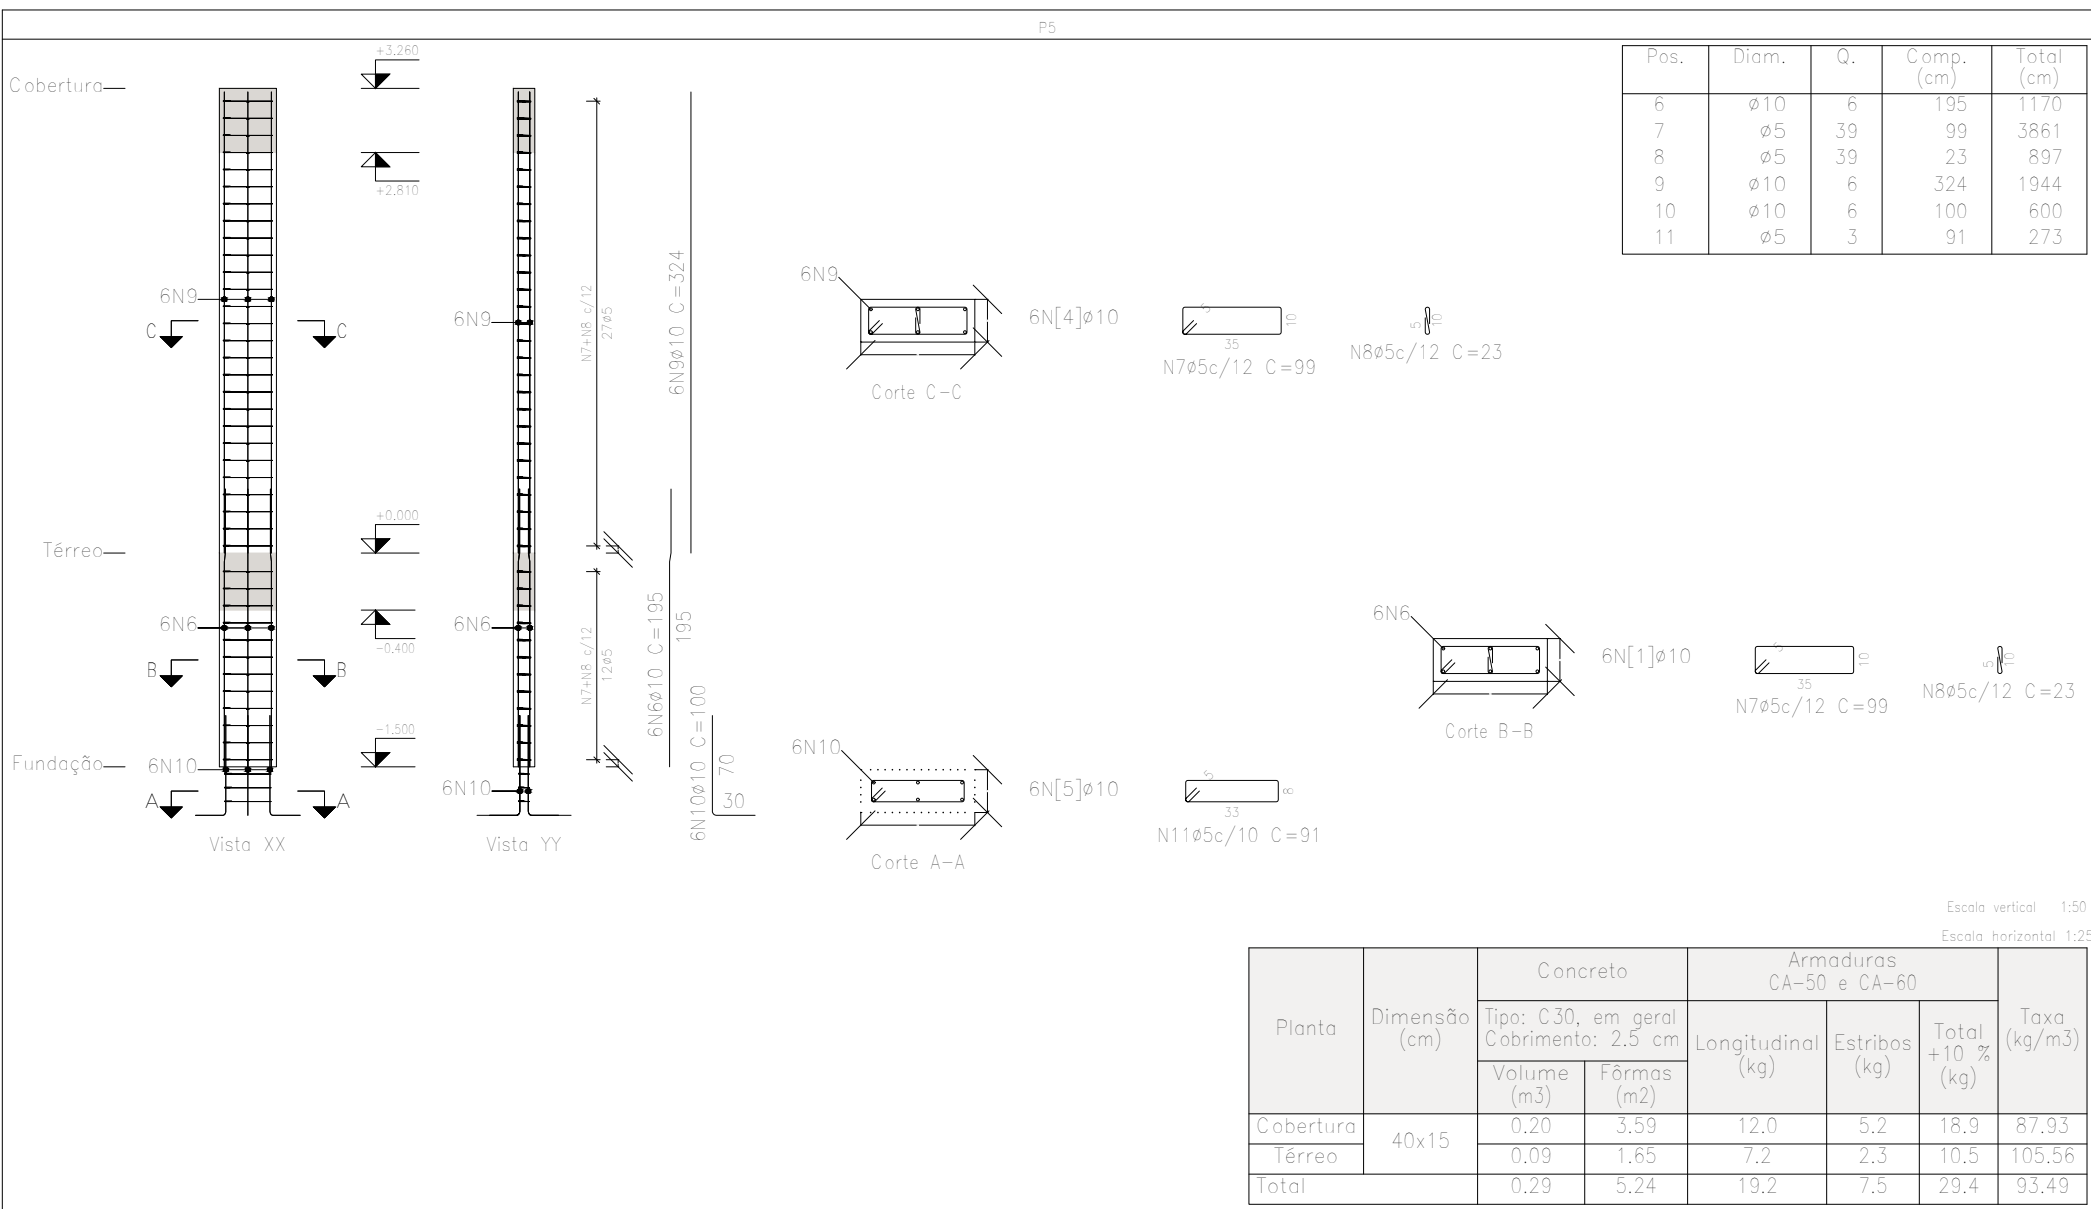 P5
Pos. Diam. Q. Comp. (cm) Total (cm)
6 ø10 6 195 1170
7 ø5 39 99 3861
8 ø5 39 23 897
9 ø10 6 324 1944
10 ø10 6 100 600
11 ø5 3 91 273
Cobertura
+3.260
+2.810
6N9
C C
6N9
N7+N8 c/12
27ø5
6N9ø10 C=324
Térreo
+0.000
6N6
-0.400
6N6
B B
N7+N8 c/12
12ø5
6N6ø10 C=195
195
-1.500
Fundação
6N10
A A
6N10
6N10ø10 C=100
70
30
Vista XX
Vista YY
6N9
6N[4]ø10
Corte C-C
5
10
35
N7ø5c/12 C=99
5
10
N8ø5c/12 C=23
6N6
6N[1]ø10
Corte B-B
5
10
35
N7ø5c/12 C=99
5
10
N8ø5c/12 C=23
6N10
6N[5]ø10
Corte A-A
5
8
33
N11ø5c/10 C=91
Escala vertical 1:50
Escala horizontal 1:25
Planta
Dimensão
(cm)
Concreto
Tipo: C30, em geral
Cobrimento: 2.5 cm
Volume
(m3)
Fôrmas
(m2)
Armaduras
CA-50 e CA-60
Longitudinal
(kg)
Estribos
(kg)
Total
+10 %
(kg)
Taxa
(kg/m3)
Cobertura 40x15 0.20 3.59 12.0 5.2 18.9 87.93
Térreo 0.09 1.65 7.2 2.3 10.5 105.56
Total 0.29 5.24 19.2 7.5 29.4 93.49